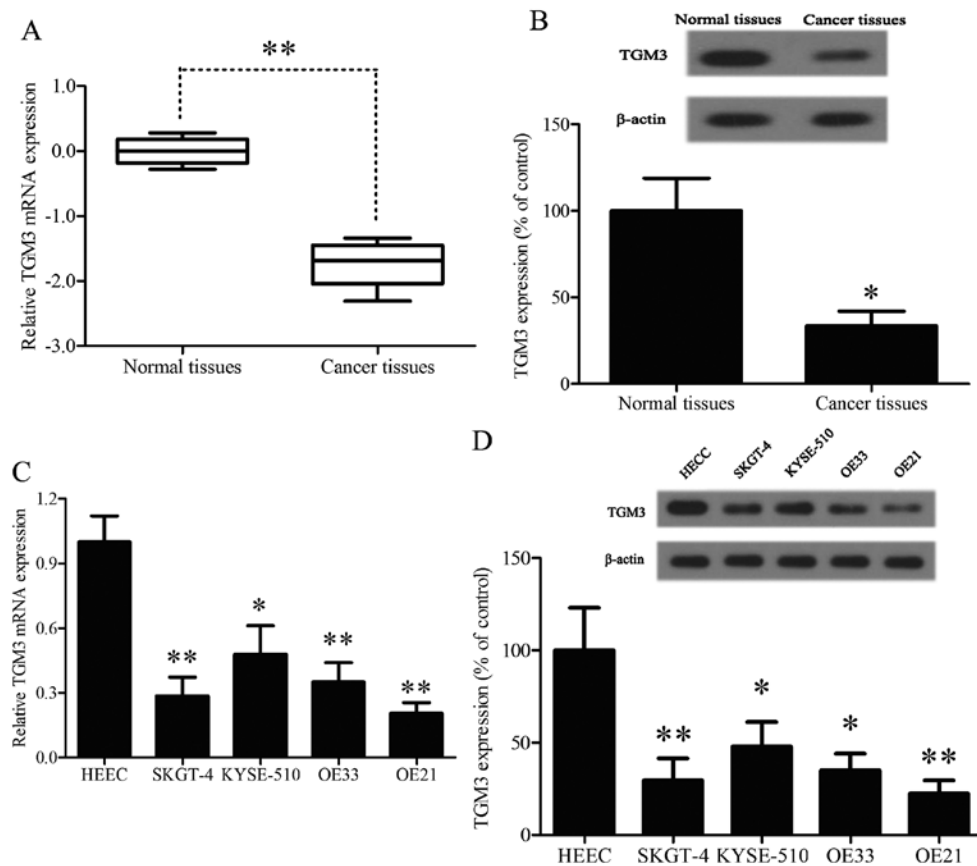 A
**
1.0
0.0
-1.0
-2.0
-3.0
Relative TGM3 mRNA expression
Normal tissues Cancer tissues
B
Normal tissues Cancer tissues
TGM3
β-actin
150
100
50
0
TGM3 expression (% of control)
*
Normal tissues Cancer tissues
C
1.2
0.9
0.6
0.3
0.0
Relative TGM3 mRNA expression
** * ** **
HEEC SKGT-4 KYSE-510 OE33 OE21
D
HECC SKGT-4 KYSE-510 OE33 OE21
TGM3
β-actin
150
100
50
0
TGM3 expression (% of control)
** * * **
HEEC SKGT-4 KYSE-510 OE33 OE21